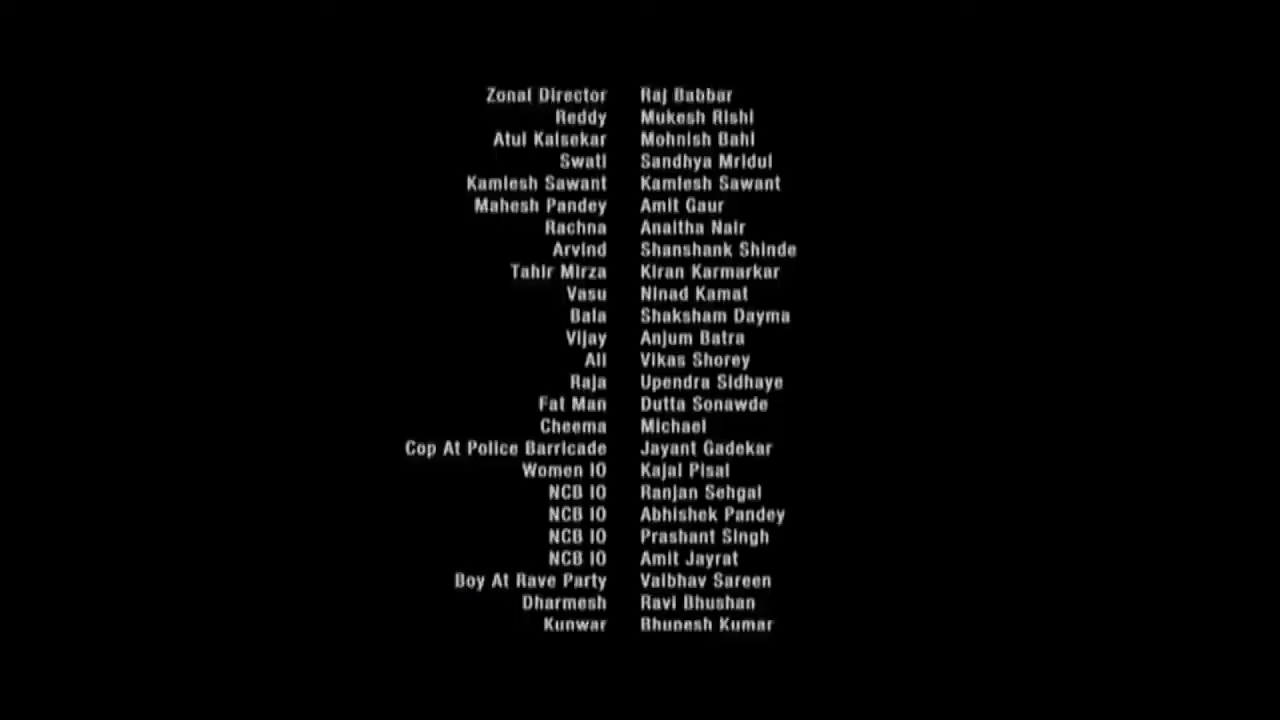 Zonal Director Raj Babbar
Reddy Mukesh Rishi
Atul Kalsekar Mohnish Bahl
Swati Sandhya Mridul
Kamlesh Sawant Kamlesh Sawant
Mahesh Pandey Amit Gaur
Rachna Anaitha Nair
Arvind Shanshank Shinde
Tahir Mirza Kiran Karmarkar
Vasu Ninad Kamat
Bala Shaksham Dayma
Vijay Anjum Batra
Ali Vikas Shorey
Raja Upendra Sidhaye
Fat Man Dutta Sonawde
Cheema Michael
Cop At Police Barricade Jayant Gadekar
Women IO Kajal Pisal
NCB IO Ranjan Sehgal
NCB IO Abhishek Pandey
NCB IO Prashant Singh
NCB IO Amit Jayrat
Boy At Rave Party Vaibhav Sareen
Dharmesh Ravi Bhushan
Kunwar Bhupesh Kumar